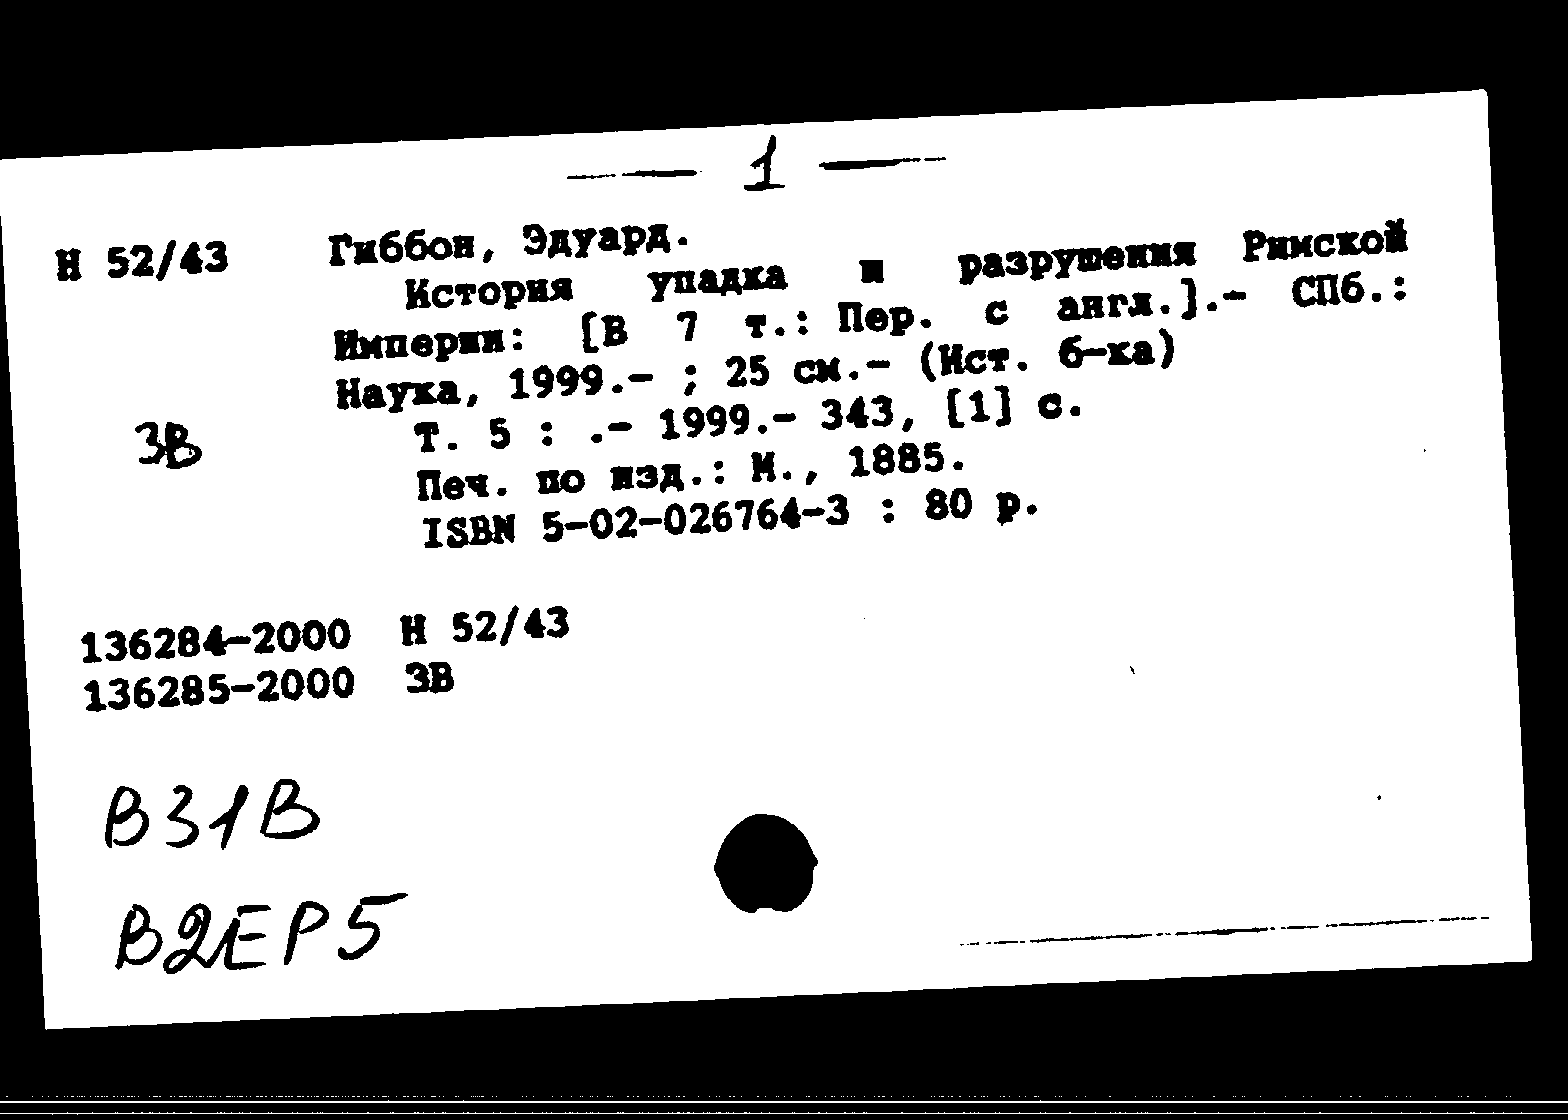 — 1 —
Н 52/43 Гиббон, Эдуард.
История упадка и разрушения Римской
Империи: [В 7 т.: Пер. с англ.].- СПб.:
Наука, 1999.- ; 25 см.- (Ист. б-ка)
ЗВ Т. 5 : .- 1999.- 343, [1] с.
Печ. по изд.: М., 1885.
ISBN 5-02-026764-3 : 80 р.
136284-2000 Н 52/43
136285-2000 ЗВ
В31В
В2ЕР5